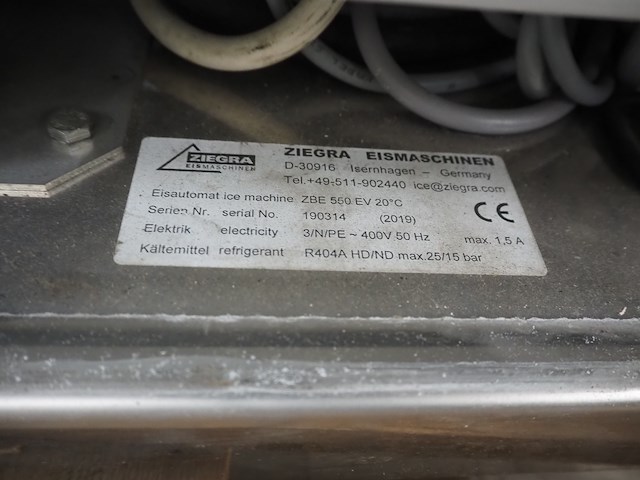 ZIEGRA
EISMASCHINEN
ZIEGRA EISMASCHINEN
D-30916 Isernhagen – Germany
Tel.+49-511-902440 ice@ziegra.com
Eisautomat ice machine ZBE 550 EV 20°C
Serien Nr. serial No. 190314 (2019)
CE
Elektrik electricity 3/N/PE ~ 400V 50 Hz max. 1,5 A
Kältemittel refrigerant R404A HD/ND max.25/15 bar